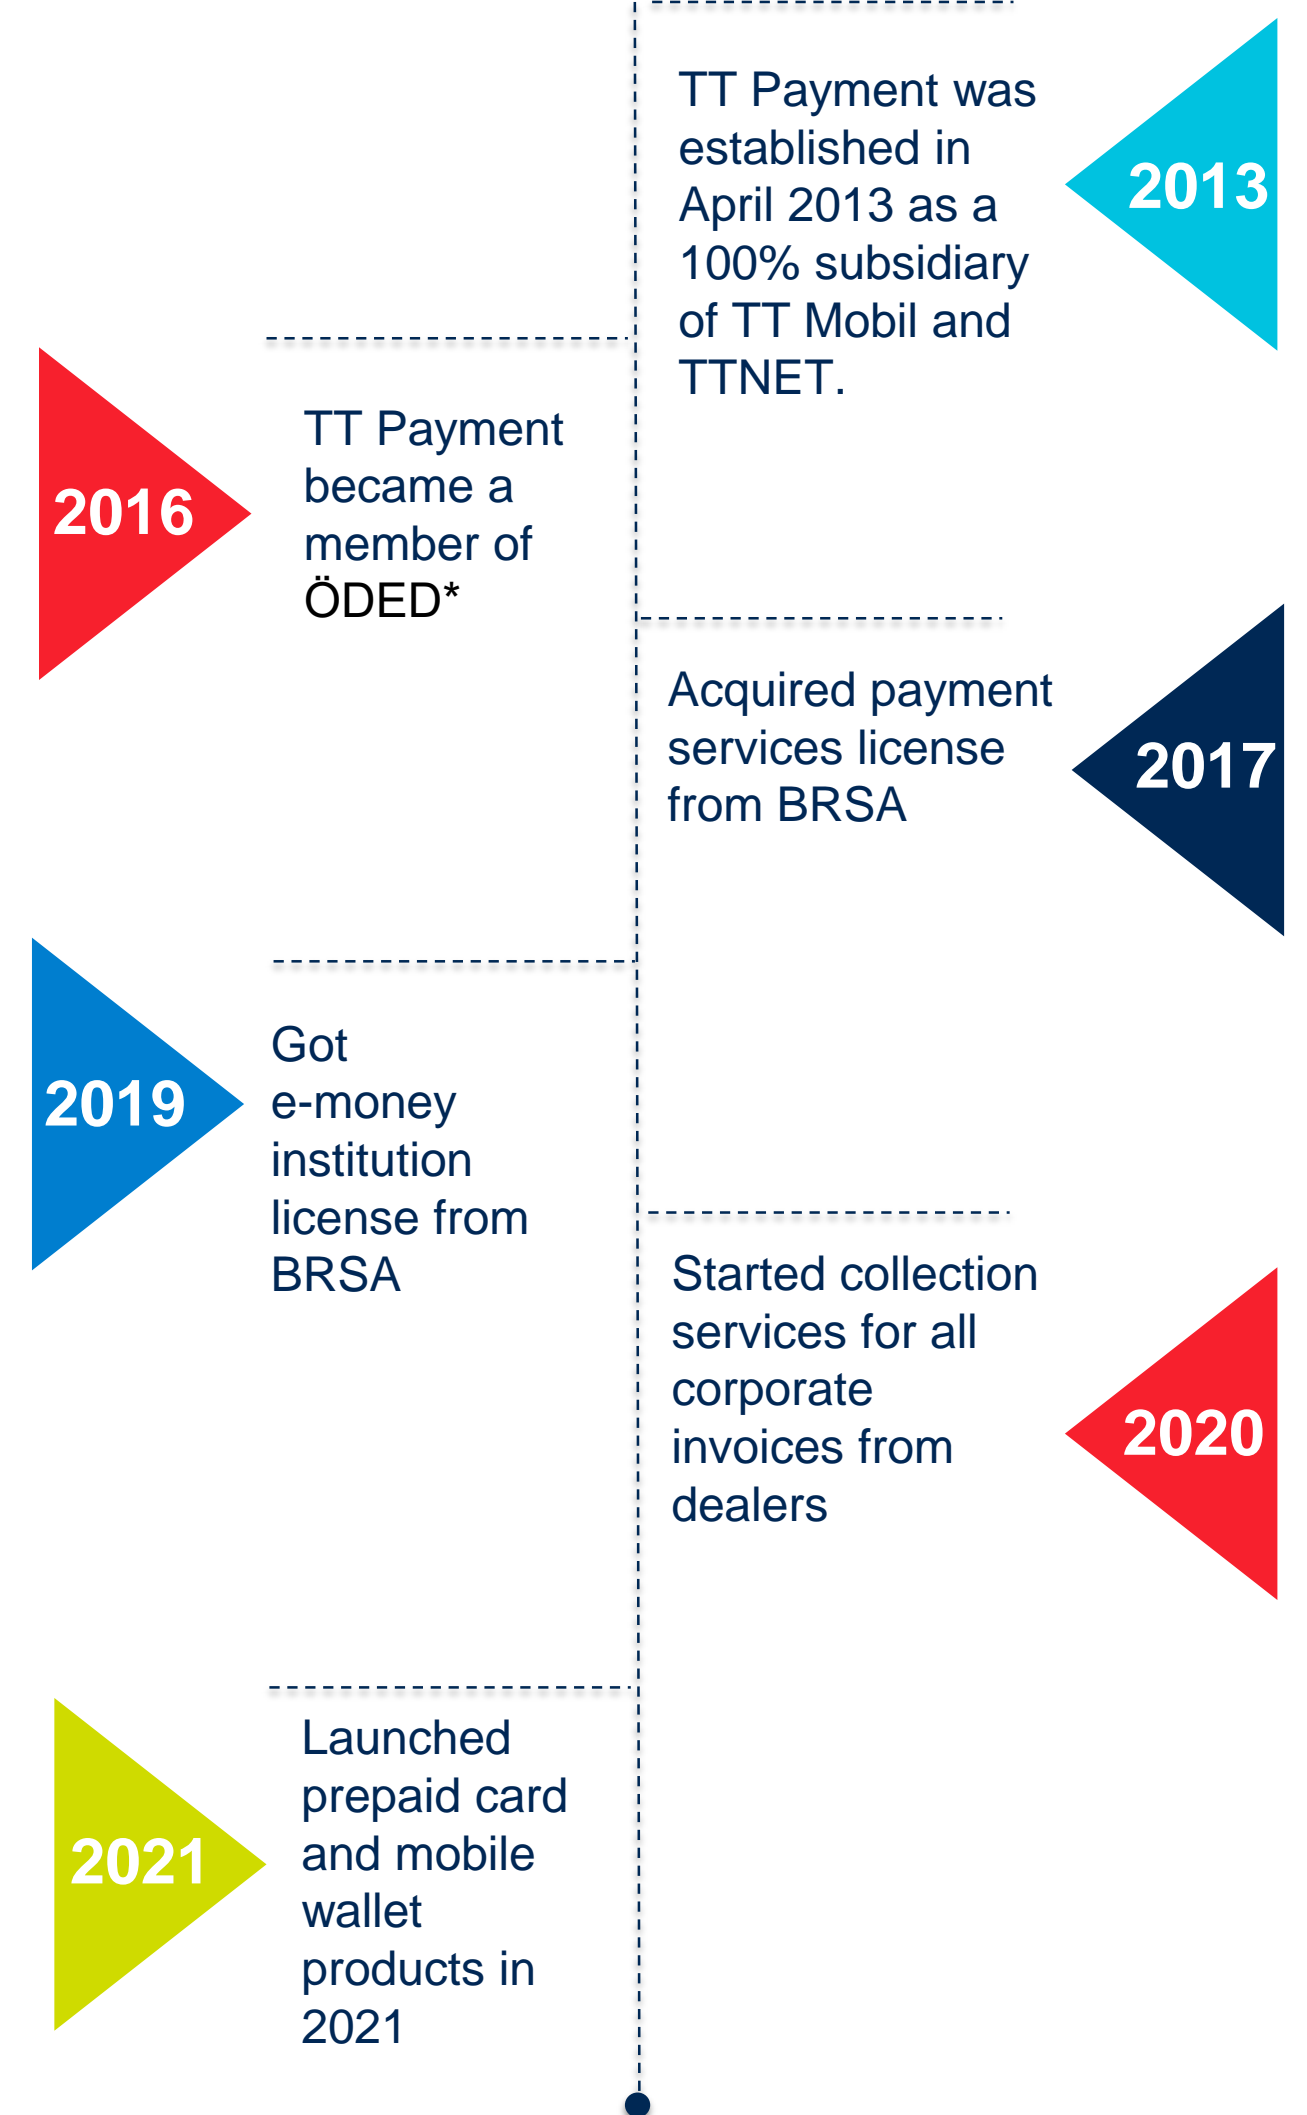 2013
TT Payment was
established in
April 2013 as a
100% subsidiary
of TT Mobil and
TTNET.
2016
TT Payment
became a
member of
ÖDED*
2017
Acquired payment
services license
from BRSA
2019
Got
e-money
institution
license from
BRSA
2020
Started collection
services for all
corporate
invoices from
dealers
2021
Launched
prepaid card
and mobile
wallet
products in
2021